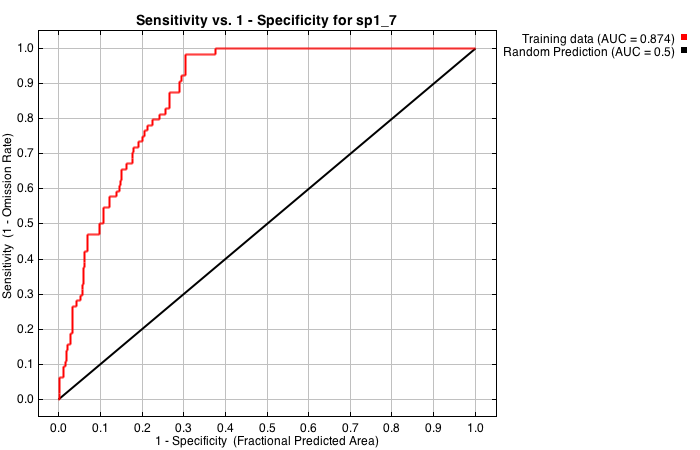 Sensitivity vs. 1 - Specificity for sp1_7
Training data (AUC = 0.874)
Random Prediction (AUC = 0.5)
Sensitivity (1 - Omission Rate)
1.0
0.9
0.8
0.7
0.6
0.5
0.4
0.3
0.2
0.1
0.0
0.0 0.1 0.2 0.3 0.4 0.5 0.6 0.7 0.8 0.9 1.0
1 - Specificity (Fractional Predicted Area)